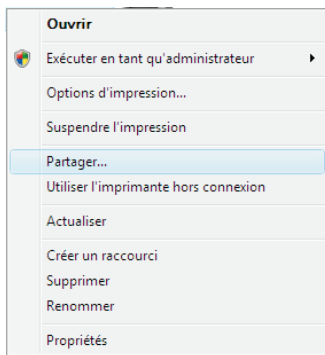 Ouvrir
Exécuter en tant qu'administrateur
Options d'impression...
Suspendre l'impression
Partager...
Utiliser l'imprimante hors connexion
Actualiser
Créer un raccourci
Supprimer
Renommer
Propriétés